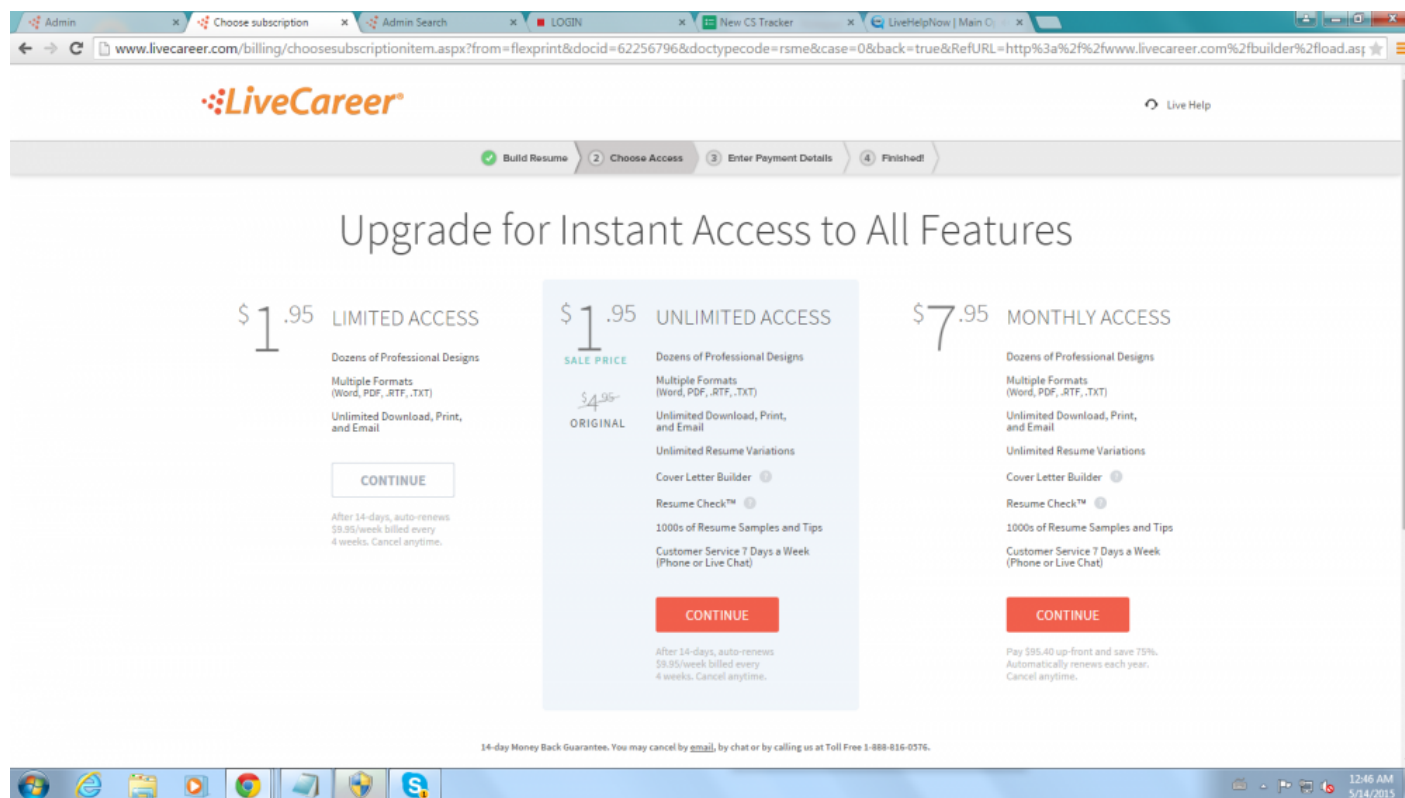 Admin
Choose subscription
Admin Search
LOGIN
New CS Tracker
LiveHelpNow | Main
www.livecareer.com/billing/choosesubscriptionitem.aspx?from=flexprint&docid=62256796&doctypecode=rsme&case=0&back=true&RefURL=http%3a%2f%2fwww.livecareer.com%2fbuilder%2fload.asp
LiveCareer®
Live Help
Build Resume
2 Choose Access
3 Enter Payment Details
4 Finished!
Upgrade for Instant Access to All Features
$1.95 LIMITED ACCESS
Dozens of Professional Designs
Multiple Formats
(Word, PDF, .RTF, .TXT)
Unlimited Download, Print,
and Email
CONTINUE
After 14-days, auto-renews
$9.95/week billed every
4 weeks. Cancel anytime.
$1.95 UNLIMITED ACCESS
SALE PRICE
$4.95
ORIGINAL
Dozens of Professional Designs
Multiple Formats
(Word, PDF, .RTF, .TXT)
Unlimited Download, Print,
and Email
Unlimited Resume Variations
Cover Letter Builder ?
Resume Check™ ?
1000s of Resume Samples and Tips
Customer Service 7 Days a Week
(Phone or Live Chat)
CONTINUE
After 14-days, auto-renews
$9.95/week billed every
4 weeks. Cancel anytime.
$7.95 MONTHLY ACCESS
Dozens of Professional Designs
Multiple Formats
(Word, PDF, .RTF, .TXT)
Unlimited Download, Print,
and Email
Unlimited Resume Variations
Cover Letter Builder ?
Resume Check™ ?
1000s of Resume Samples and Tips
Customer Service 7 Days a Week
(Phone or Live Chat)
CONTINUE
Pay $95.40 up-front and save 75%.
Automatically renews each year.
Cancel anytime.
14-day Money Back Guarantee. You may cancel by email, by chat or by calling us at Toll Free 1-888-816-0576.
12:46 AM
5/14/2015